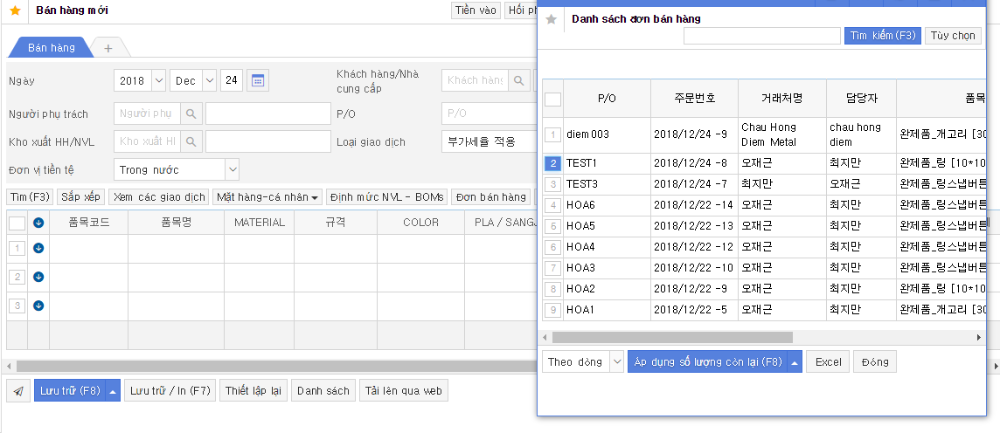 Bán hàng mới
Tiền vào
Hồi ph
Bán hàng
+
Ngày
2018
Dec
24
Khách hàng/Nhà
cung cấp
Khách hàng
Người phụ trách
Người phụ
P/O
P/O
Kho xuất HH/NVL
Kho xuất HI
Loại giao dịch
부가세율 적용
Đơn vị tiền tệ
Trong nước
Tìm(F3)
Sắp xếp
Xem các giao dịch
Mặt hàng-cá nhân
Định mức NVL - BOMs
Đơn bán hàng
품목코드
품목명
MATERIAL
규격
COLOR
PLA / SANGJ
1
2
3
Lưu trữ (F8)
Lưu trữ / In (F7)
Thiết lập lại
Danh sách
Tải lên qua web
Danh sách đơn bán hàng
Tìm kiếm(F3)
Tùy chọn
P/O
주문번호
거래처명
담당자
품목
1
diem003
2018/12/24 -9
Chau Hong
Diem Metal
chau hong
diem
완제품_개고리 [30
2
TEST1
2018/12/24 -8
오재근
최지만
완제품_링 [10*10
3
TEST3
2018/12/24 -7
최지만
오재근
완제품_링스냅버튼
4
HOA6
2018/12/22 -14
오재근
최지만
완제품_링스냅버튼
5
HOA5
2018/12/22 -13
오재근
최지만
완제품_링스냅버튼
6
HOA4
2018/12/22 -12
오재근
최지만
완제품_링스냅버튼
7
HOA3
2018/12/22 -10
오재근
최지만
완제품_링스냅버튼
8
HOA2
2018/12/22 -9
오재근
최지만
완제품_링 [10*10
9
HOA1
2018/12/22 -5
오재근
최지만
완제품_개고리 [30
Theo dòng
Áp dụng số lượng còn lại (F8)
Excel
Đóng